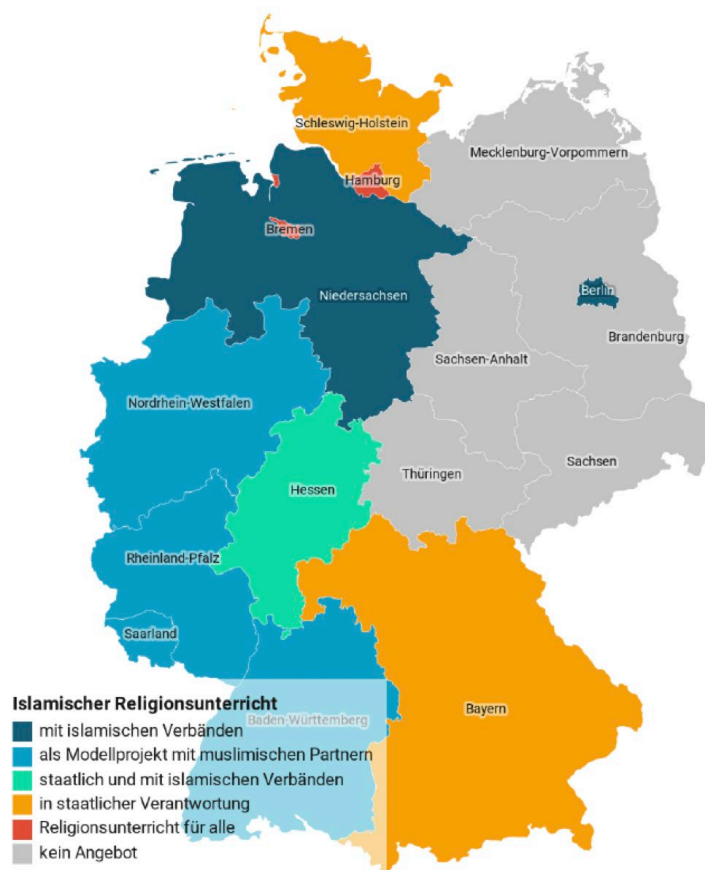 Schleswig-Holstein
Mecklenburg-Vorpommern
Hamburg
Bremen
Berlin
Niedersachsen
Brandenburg
Sachsen-Anhalt
Nordrhein-Westfalen
Sachsen
Thüringen
Hessen
Rheinland-Pfalz
Saarland
Bayern
Baden-Württemberg
Islamischer Religionsunterricht
mit islamischen Verbänden
als Modellprojekt mit muslimischen Partnern
staatlich und mit islamischen Verbänden
in staatlicher Verantwortung
Religionsunterricht für alle
kein Angebot